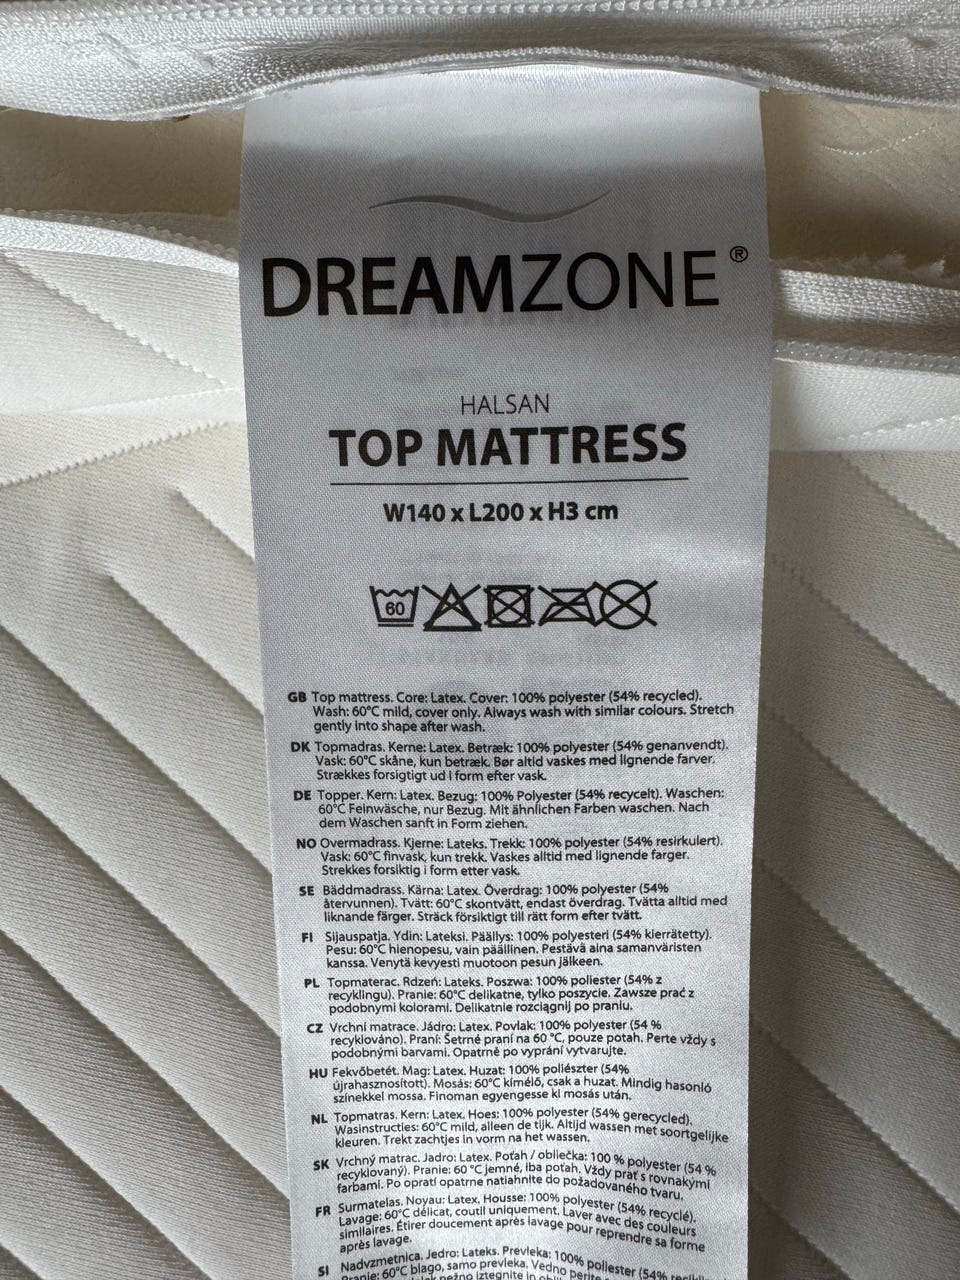 DREAMZONE®
HALSAN
TOP MATTRESS
W140 x L200 x H3 cm
60
GB Top mattress. Core: Latex. Cover: 100% polyester (54% recycled).
Wash: 60°C mild, cover only. Always wash with similar colours. Stretch
gently into shape after wash.
DK Topmadras. Kerne: Latex. Betræk: 100% polyester (54% genanvendt).
Vask: 60°C skåne, kun betræk. Bør altid vaskes med lignende farver.
Strækkes forsigtigt ud i form efter vask.
DE Topper. Kern: Latex. Bezug: 100% Polyester (54% recycelt). Waschen:
60°C Feinwäsche, nur Bezug. Mit ähnlichen Farben waschen. Nach
dem Waschen sanft in Form ziehen.
NO Overmadrass. Kjerne: Lateks. Trekk: 100% polyester (54% resirkulert).
Vask: 60°C finvask, kun trekk. Vaskes alltid med lignende farger.
Strekkes forsiktig i form etter vask.
SE Bäddmadrass. Kärna: Latex. Överdrag: 100% polyester (54%
återvunnen). Tvätt: 60°C skontvätt, endast överdrag. Tvätta alltid med
liknande färger. Sträck försiktigt till rätt form efter tvätt.
FI Sijauspatja. Ydin: Lateksi. Päällys: 100% polyesteri (54% kierrätetty).
Pesu: 60°C hienopesu, vain päällinen. Pestävä aina samanväristen
kanssa. Venytä kevyesti muotoon pesun jälkeen.
PL Topmaterac. Rdzeń: Lateks. Poszwa: 100% poliester (54% z
recyklingu). Pranie: 60°C delikatne, tylko poszycie. Zawsze prać z
podobnymi kolorami. Delikatnie rozciągnij po praniu.
CZ Vrchní matrace. Jádro: Latex. Povlak: 100% polyester (54 %
recyklováno). Praní: Šetrné praní na 60 °C, pouze potah. Perte vždy s
podobnými barvami. Opatrně po vyprání vytvarujte.
HU Fekvőbetét. Mag: Latex. Huzat: 100% poliészter (54%
újrahasznosított). Mosás: 60°C kímélő, csak a huzat. Mindig hasonló
színekkel mossa. Finoman egyengesse ki mosás után.
NL Topmatras. Kern: Latex. Hoes: 100% polyester (54% gerecycled).
Wasinstructies: 60°C mild, alleen de tijk. Altijd wassen met soortgelijke
kleuren. Trekt zachtjes in vorm na het wassen.
SK Vrchný matrac. Jadro: Latex. Poťah / obliečka: 100 % polyester (54 %
recyklovaný). Pranie: 60 °C jemné, iba poťah. Vždy prať s rovnakými
farbami. Po opratí opatrne natiahnite do požadovaného tvaru.
FR Surmatelas. Noyau: Latex. Housse: 100% polyester (54% recyclé).
Lavage: 60°C délicat, coutil uniquement. Laver avec des couleurs
similaires. Étirer doucement après lavage pour reprendre sa forme
après lavage.
SI Nadvzmetnica. Jedro: Lateks. Prevleka: 100% poliester (54%
Pranje: 60°C blago, samo prevleka. Vedno perite
nežno iztegnite in